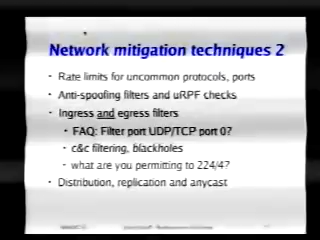 Network mitigation techniques 2
· Rate limits for uncommon protocols, ports
· Anti-spoofing filters and uRPF checks
· Ingress and egress filters
· FAQ: Filter port UDP/TCP port 0?
· c&c filtering, blackholes
· what are you permitting to 224/4?
· Distribution, replication and anycast